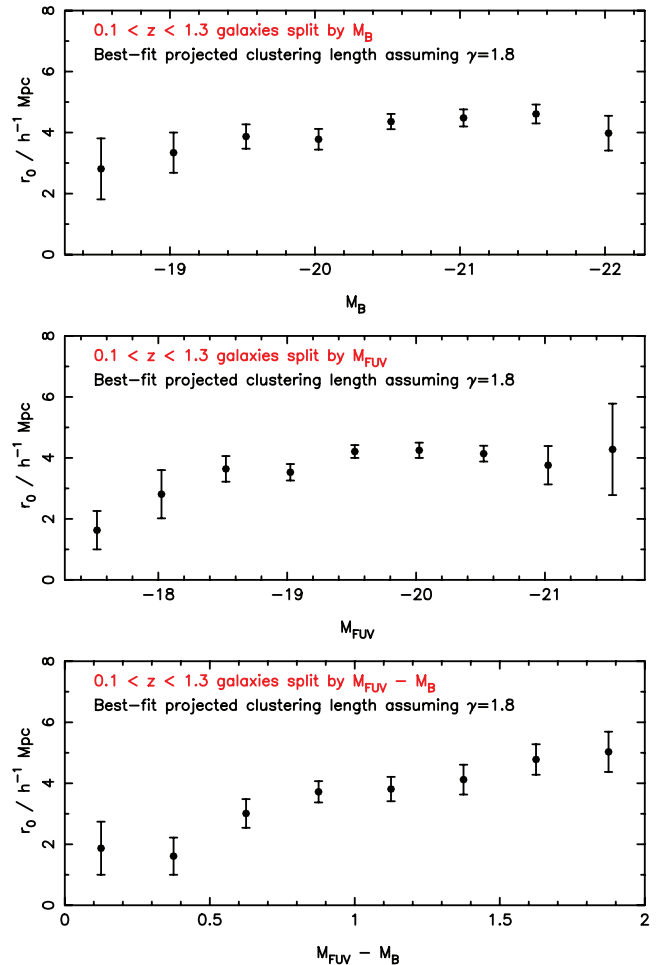 0.1 < z < 1.3 galaxies split by M_B
Best-fit projected clustering length assuming γ=1.8
r₀ / h⁻¹ Mpc
0 2 4 6 8
-19 -20 -21 -22
M_B
0.1 < z < 1.3 galaxies split by M_FUV
Best-fit projected clustering length assuming γ=1.8
r₀ / h⁻¹ Mpc
0 2 4 6 8
-18 -19 -20 -21
M_FUV
0.1 < z < 1.3 galaxies split by M_FUV - M_B
Best-fit projected clustering length assuming γ=1.8
r₀ / h⁻¹ Mpc
0 2 4 6 8
0 0.5 1 1.5 2
M_FUV - M_B